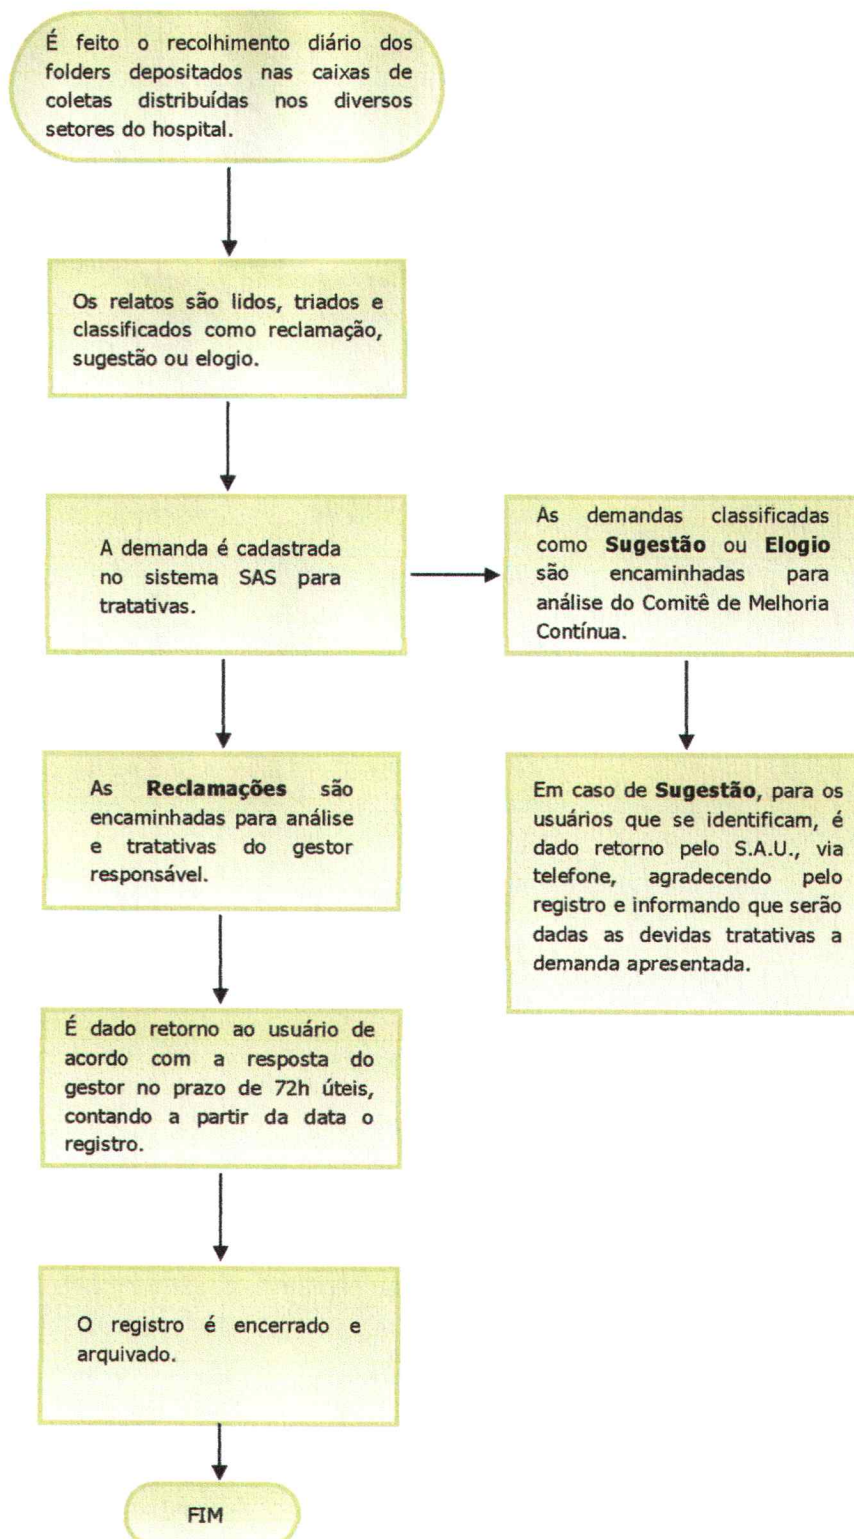 É feito o recolhimento diário dos
folders depositados nas caixas de
coletas distribuídas nos diversos
setores do hospital.
Os relatos são lidos, triados e
classificados como reclamação,
sugestão ou elogio.
A demanda é cadastrada
no sistema SAS para
tratativas.
As demandas classificadas
como Sugestão ou Elogio
são encaminhadas para
análise do Comitê de Melhoria
Contínua.
As Reclamações são
encaminhadas para análise
e tratativas do gestor
responsável.
Em caso de Sugestão, para os
usuários que se identificam, é
dado retorno pelo S.A.U., via
telefone, agradecendo pelo
registro e informando que serão
dadas as devidas tratativas a
demanda apresentada.
É dado retorno ao usuário de
acordo com a resposta do
gestor no prazo de 72h úteis,
contando a partir da data o
registro.
O registro é encerrado e
arquivado.
FIM